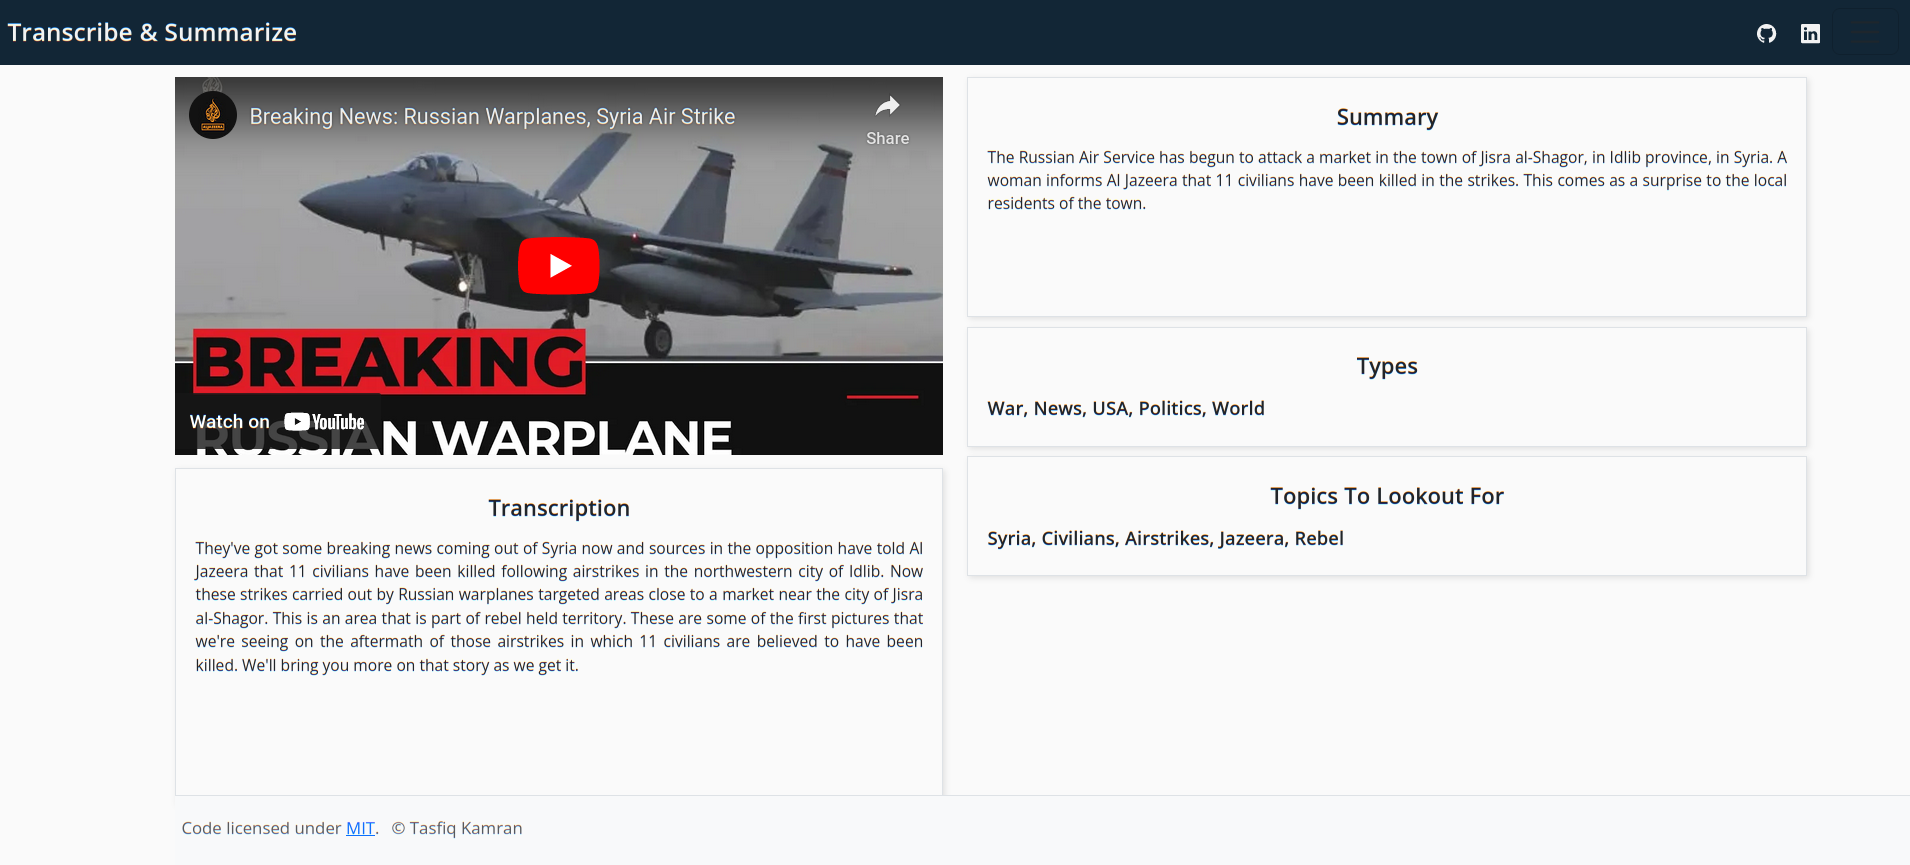 Transcribe & Summarize
Breaking News: Russian Warplanes, Syria Air Strike
Share
BREAKING
Watch on YouTube
RUSSIAN WARPLANE
Transcription
They've got some breaking news coming out of Syria now and sources in the opposition have told Al
Jazeera that 11 civilians have been killed following airstrikes in the northwestern city of Idlib. Now
these strikes carried out by Russian warplanes targeted areas close to a market near the city of Jisra
al-Shagor. This is an area that is part of rebel held territory. These are some of the first pictures that
we're seeing on the aftermath of those airstrikes in which 11 civilians are believed to have been
killed. We'll bring you more on that story as we get it.
Summary
The Russian Air Service has begun to attack a market in the town of Jisra al-Shagor, in Idlib province, in Syria. A
woman informs Al Jazeera that 11 civilians have been killed in the strikes. This comes as a surprise to the local
residents of the town.
Types
War, News, USA, Politics, World
Topics To Lookout For
Syria, Civilians, Airstrikes, Jazeera, Rebel
Code licensed under MIT. © Tasfiq Kamran